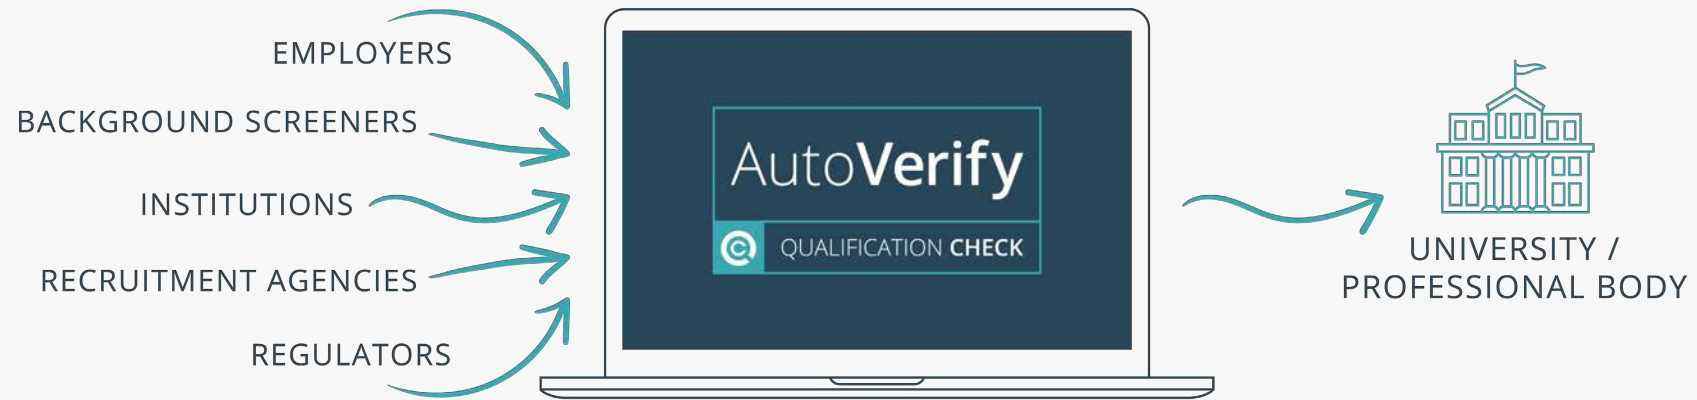 EMPLOYERS
BACKGROUND SCREENERS
INSTITUTIONS
RECRUITMENT AGENCIES
REGULATORS
AutoVerify
QUALIFICATION CHECK
UNIVERSITY /
PROFESSIONAL BODY